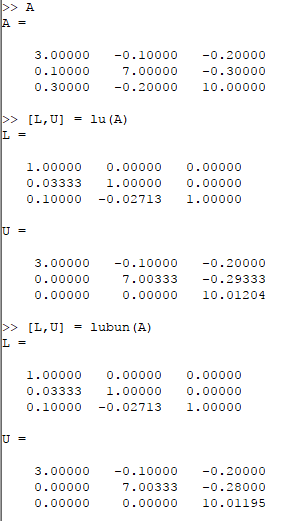 >> A
A =
3.00000 -0.10000 -0.20000
0.10000 7.00000 -0.30000
0.30000 -0.20000 10.00000
>> [L,U] = lu(A)
L =
1.00000 0.00000 0.00000
0.03333 1.00000 0.00000
0.10000 -0.02713 1.00000
U =
3.00000 -0.10000 -0.20000
0.00000 7.00333 -0.29333
0.00000 0.00000 10.01204
>> [L,U] = lubun(A)
L =
1.00000 0.00000 0.00000
0.03333 1.00000 0.00000
0.10000 -0.02713 1.00000
U =
3.00000 -0.10000 -0.20000
0.00000 7.00333 -0.28000
0.00000 0.00000 10.01195